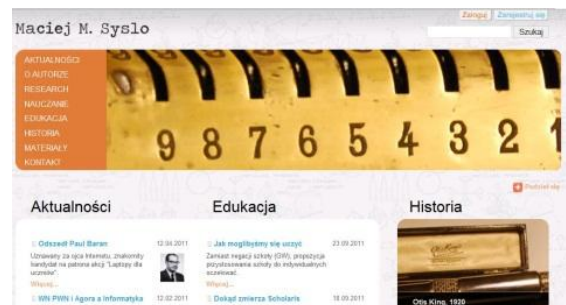 Zaloguj Zarejestruj się
Maciej M. Syslo
Szukaj
AKTUALNOŚCI
O AUTORZE
RESEARCH
NAUCZANIE
EDUKACJA
HISTORIA
MATERIAŁY
KONTAKT
9 8 7 6 5 4 3 2 1
Podziel się
Aktualności Edukacja Historia
Odszedł Paul Baran 12.04.2011
Uznawany za ojca Internetu, znakomity
kandydat na patrona akcji "Laptopy dla
uczniów".
Więcej...
WN PWN i Agora a Informatyka 12.02.2011
Jak moglibyśmy się uczyć 23.09.2011
Zamiast negacji szkoły (GW), propozycja
przystosowania szkoły do indywidualnych
oczekiwań.
Więcej...
Dokąd zmierza Scholaris 18.05.2011
Otis King, 1920